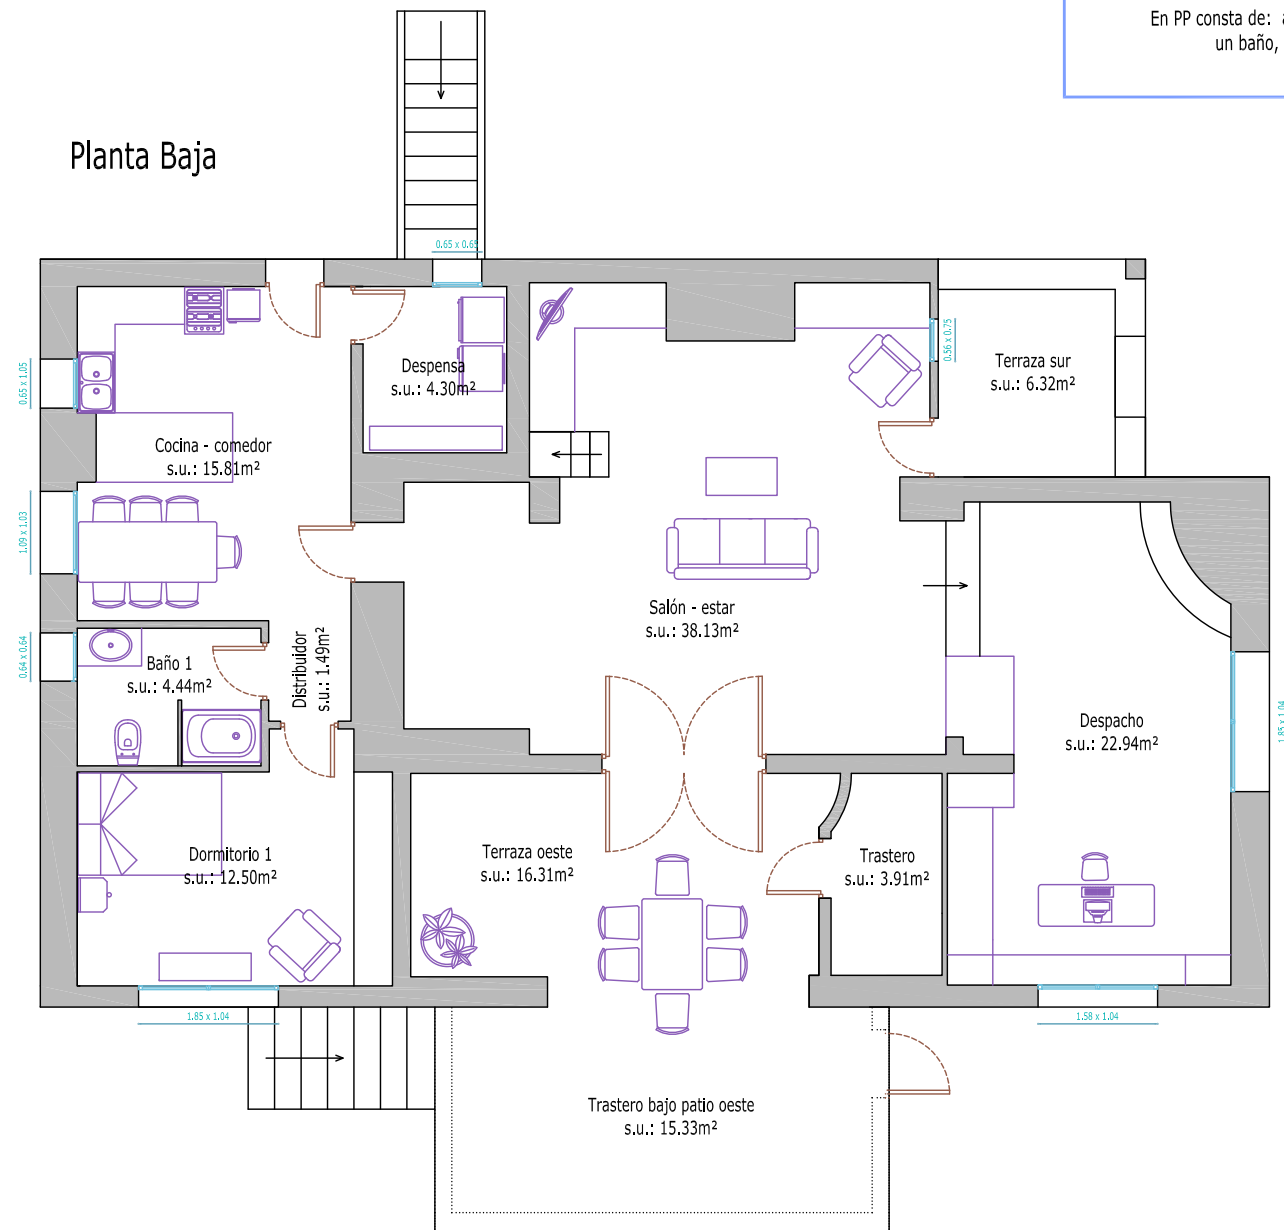 En PP consta de:
un baño,
Planta Baja
0.65 x 0.65
0.65 x 1.05
0.56 x 0.75
Despensa
s.u.: 4.30m²
Terraza sur
s.u.: 6.32m²
Cocina - comedor
s.u.: 15.81m²
1.09 x 1.03
Salón - estar
s.u.: 38.13m²
0.64 x 0.64
Baño 1
s.u.: 4.44m²
Distribuidor
s.u.: 1.49m²
Despacho
s.u.: 22.94m²
1.85 x 1.04
Dormitorio 1
s.u.: 12.50m²
Terraza oeste
s.u.: 16.31m²
Trastero
s.u.: 3.91m²
1.85 x 1.04
1.58 x 1.04
Trastero bajo patio oeste
s.u.: 15.33m²